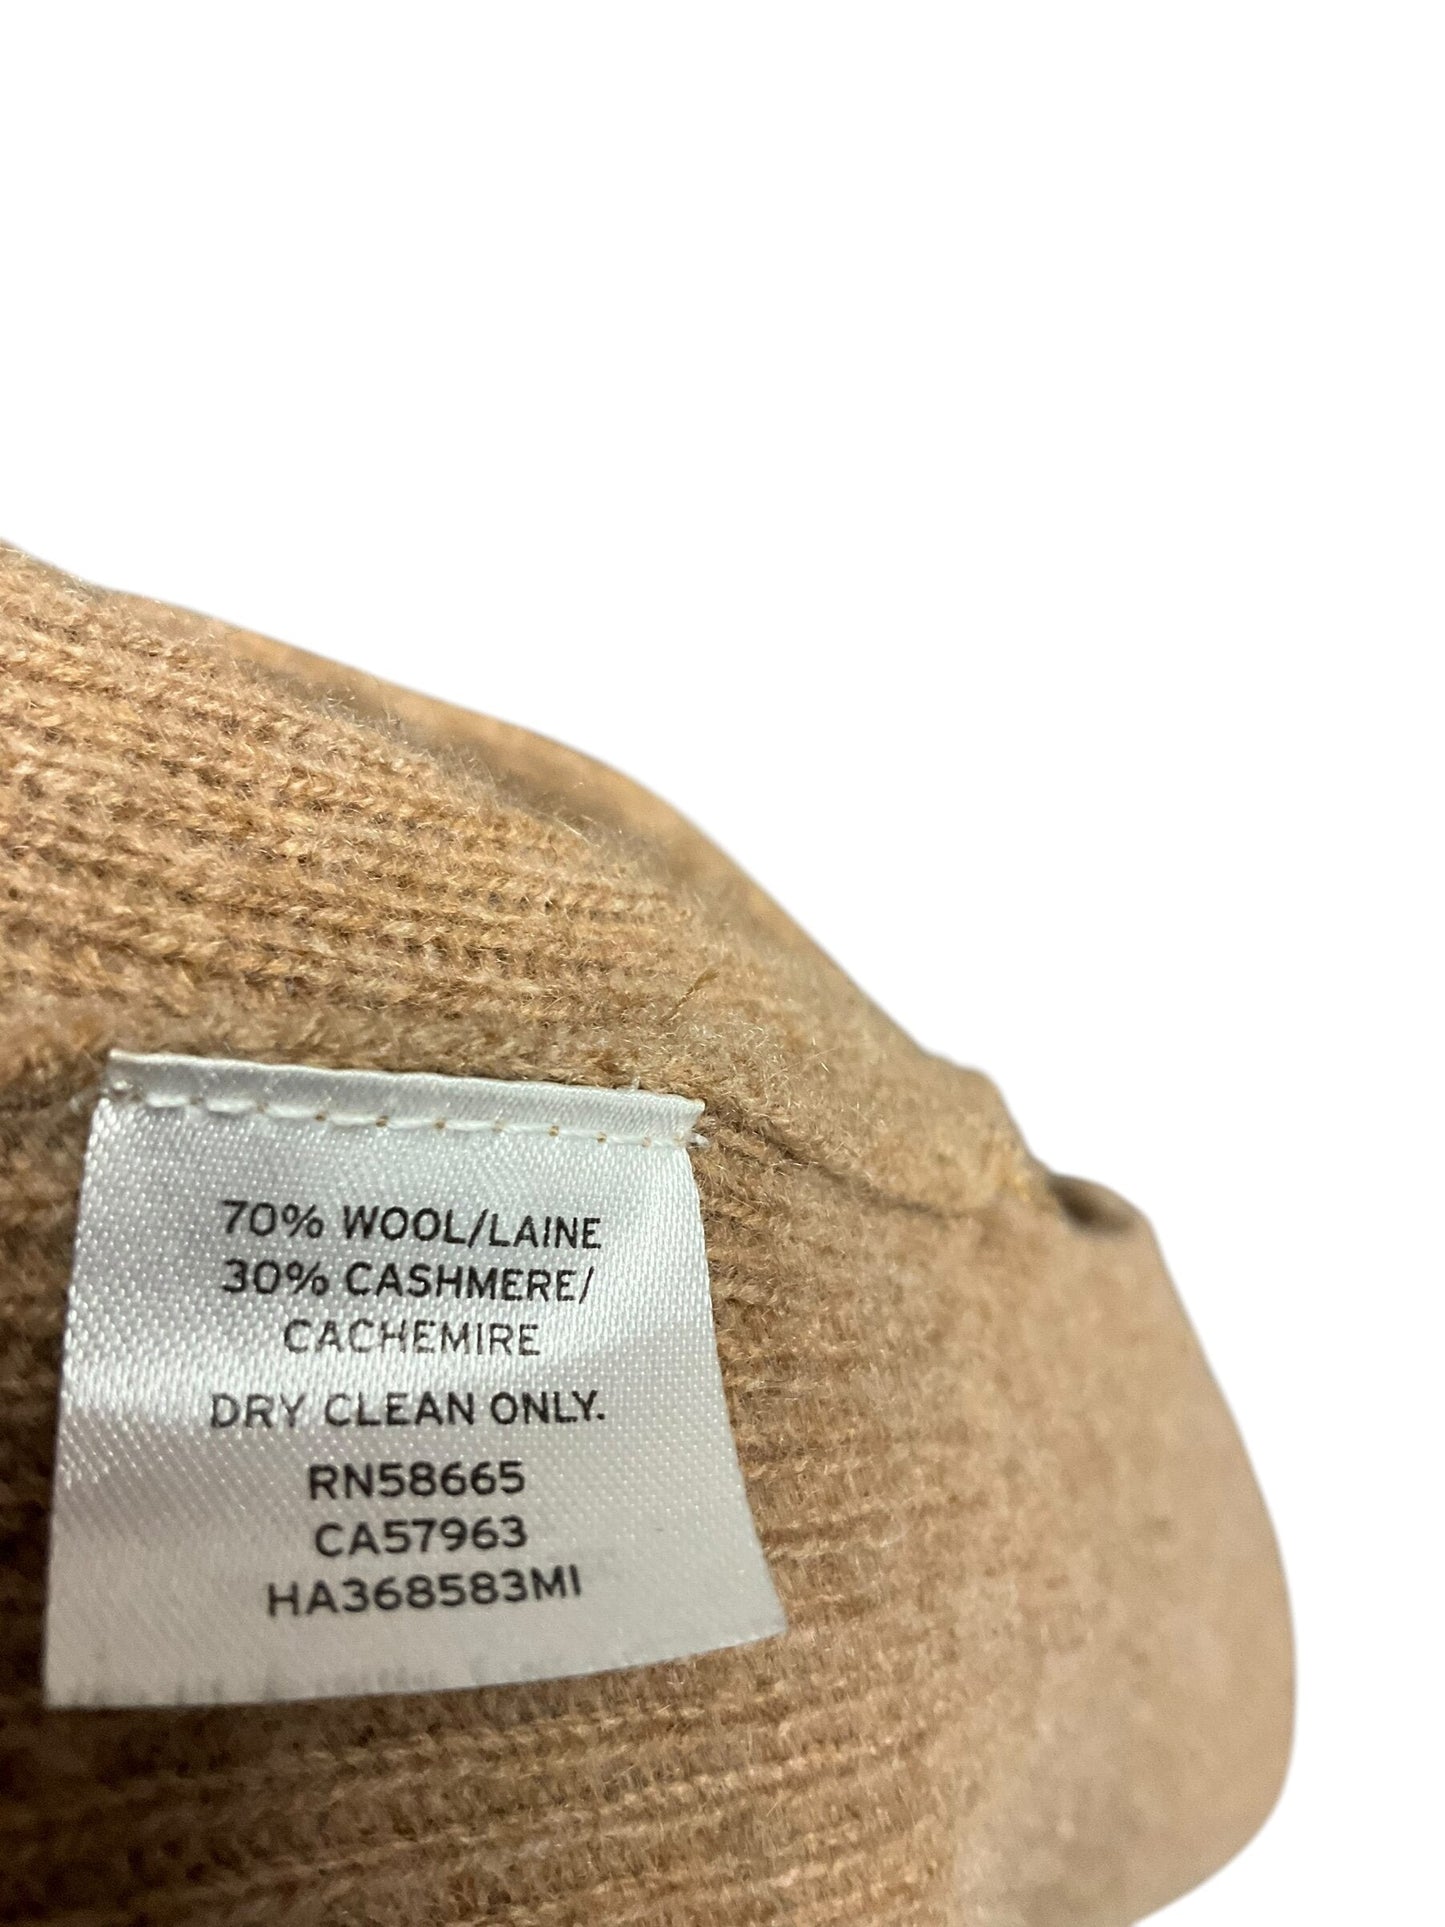 70% WOOL/LAINE
30% CASHMERE/
CACHEMIRE
DRY CLEAN ONLY.
RN58665
CA57963
HA368583MI